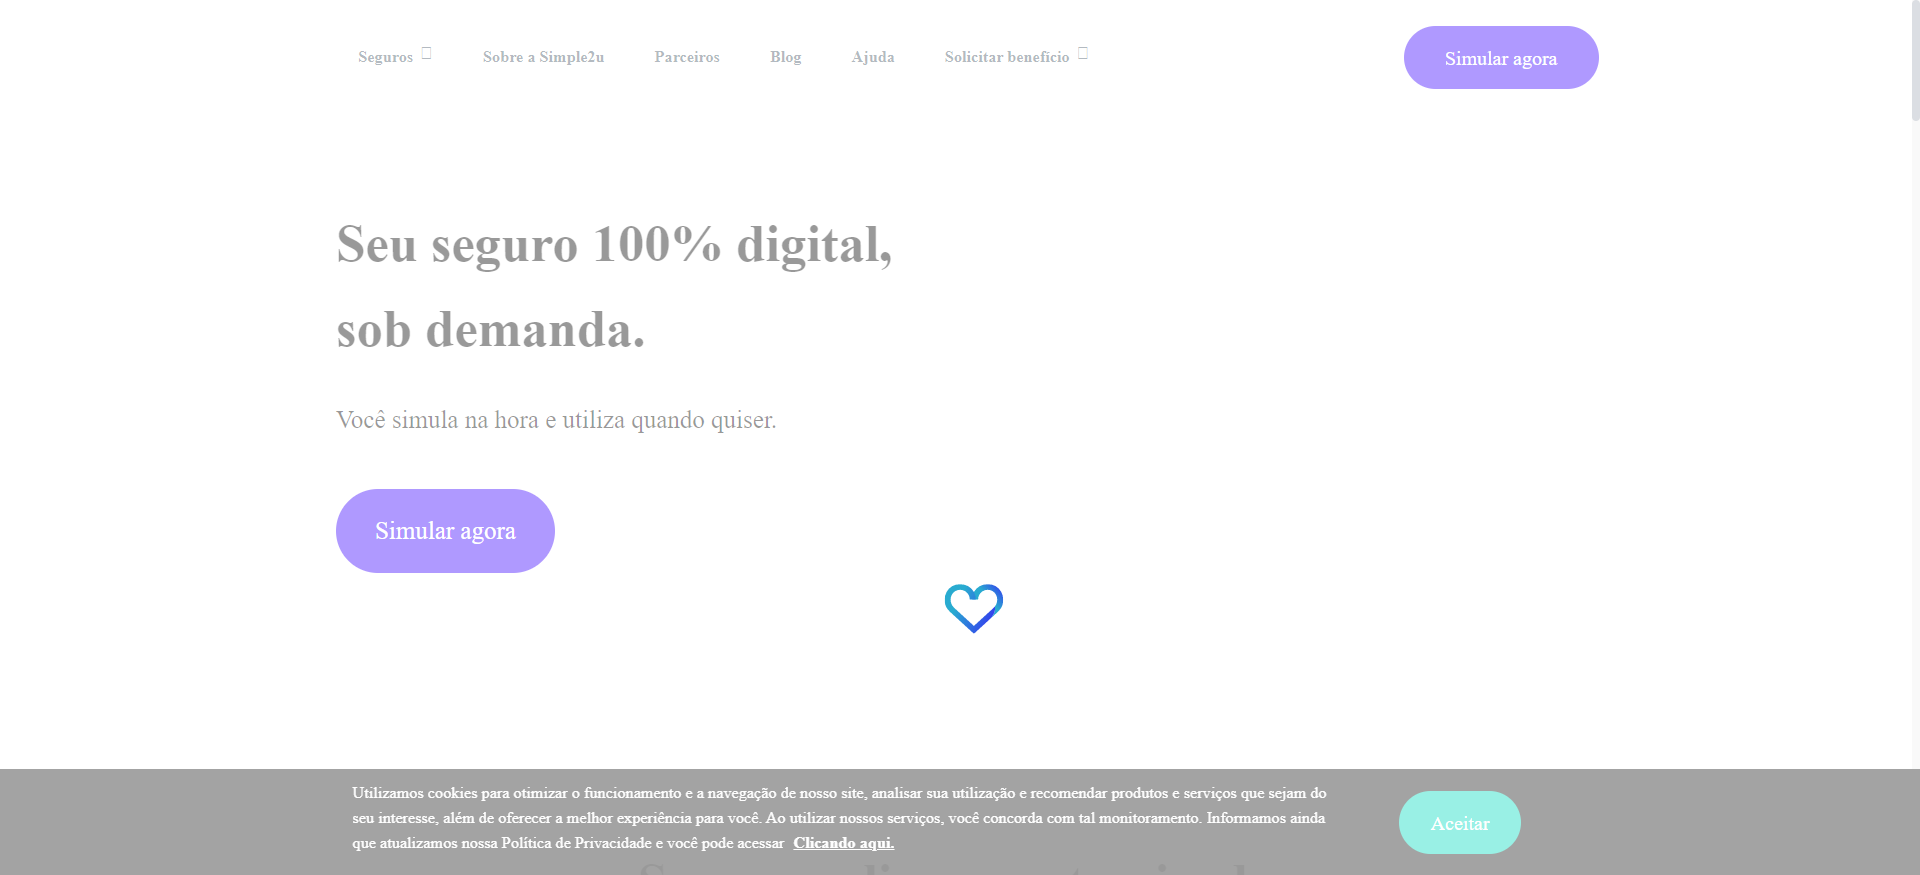 Seguros
Sobre a Simple2u
Parceiros
Blog
Ajuda
Solicitar benefício
Simular agora
Seu seguro 100% digital,
sob demanda.
Você simula na hora e utiliza quando quiser.
Simular agora
Utilizamos cookies para otimizar o funcionamento e a navegação de nosso site, analisar sua utilização e recomendar produtos e serviços que sejam do
seu interesse, além de oferecer a melhor experiência para você. Ao utilizar nossos serviços, você concorda com tal monitoramento. Informamos ainda
que atualizamos nossa Política de Privacidade e você pode acessar Clicando aqui.
Aceitar